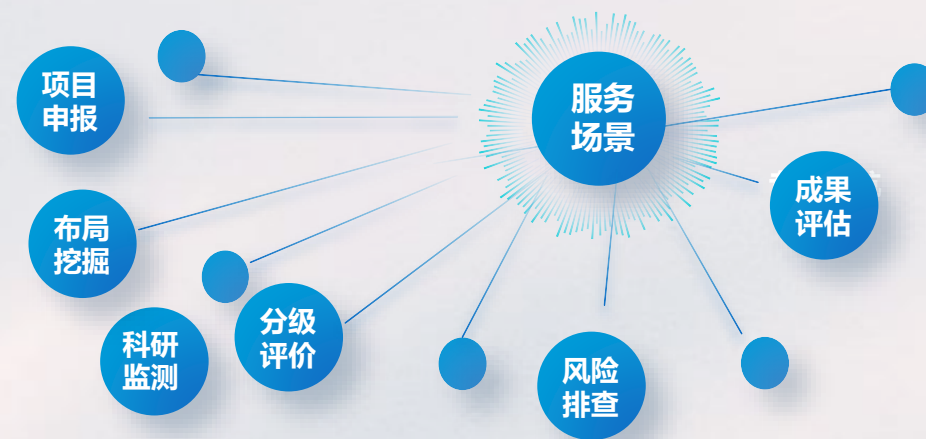 项目
申报
服务
场景
成果
评估
布局
挖掘
科研
监测
分级
评价
风险
排查